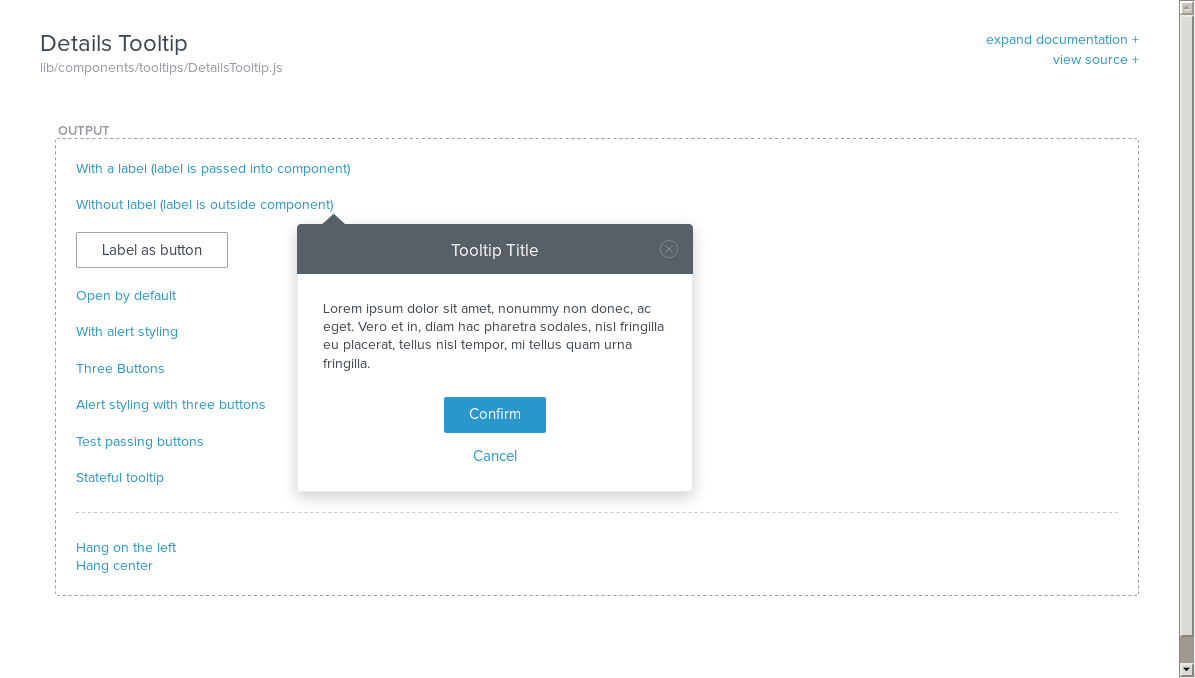 Details Tooltip
lib/components/tooltips/DetailsTooltip.js
expand documentation +
view source +
OUTPUT
With a label (label is passed into component)
Without label (label is outside component)
Label as button
Open by default
With alert styling
Three Buttons
Alert styling with three buttons
Test passing buttons
Stateful tooltip
Tooltip Title
Lorem ipsum dolor sit amet, nonummy non donec, ac
eget. Vero et in, diam hac pharetra sodales, nisl fringilla
eu placerat, tellus nisl tempor, mi tellus quam urna
fringilla.
Confirm
Cancel
Hang on the left
Hang center